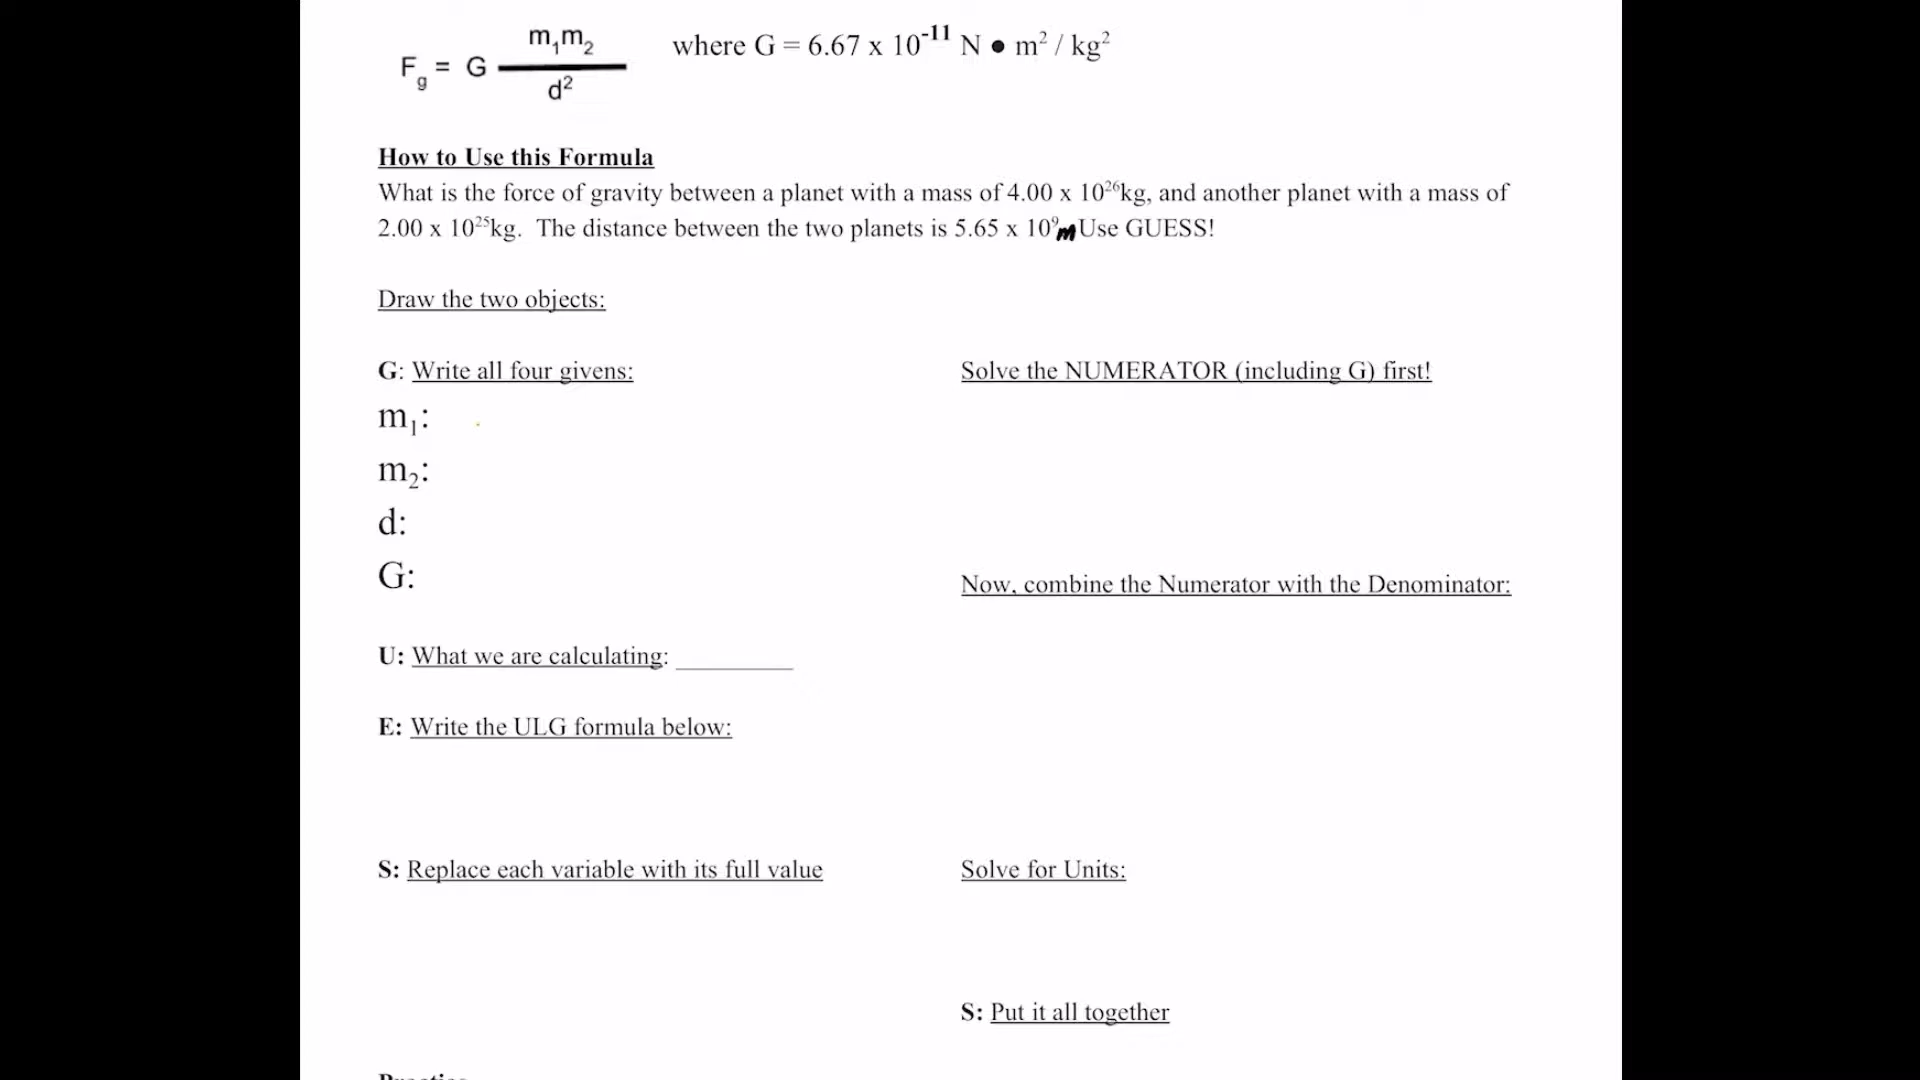 F_g = G m₁m₂ / d² where G = 6.67 x 10⁻¹¹ N ● m² / kg²
How to Use this Formula
What is the force of gravity between a planet with a mass of 4.00 x 10²⁶kg, and another planet with a mass of
2.00 x 10²⁵kg. The distance between the two planets is 5.65 x 10⁹m Use GUESS!
Draw the two objects:
G: Write all four givens:
m₁:
m₂:
d:
G:
U: What we are calculating: _________
E: Write the ULG formula below:
S: Replace each variable with its full value
Solve the NUMERATOR (including G) first!
Now, combine the Numerator with the Denominator:
Solve for Units:
S: Put it all together